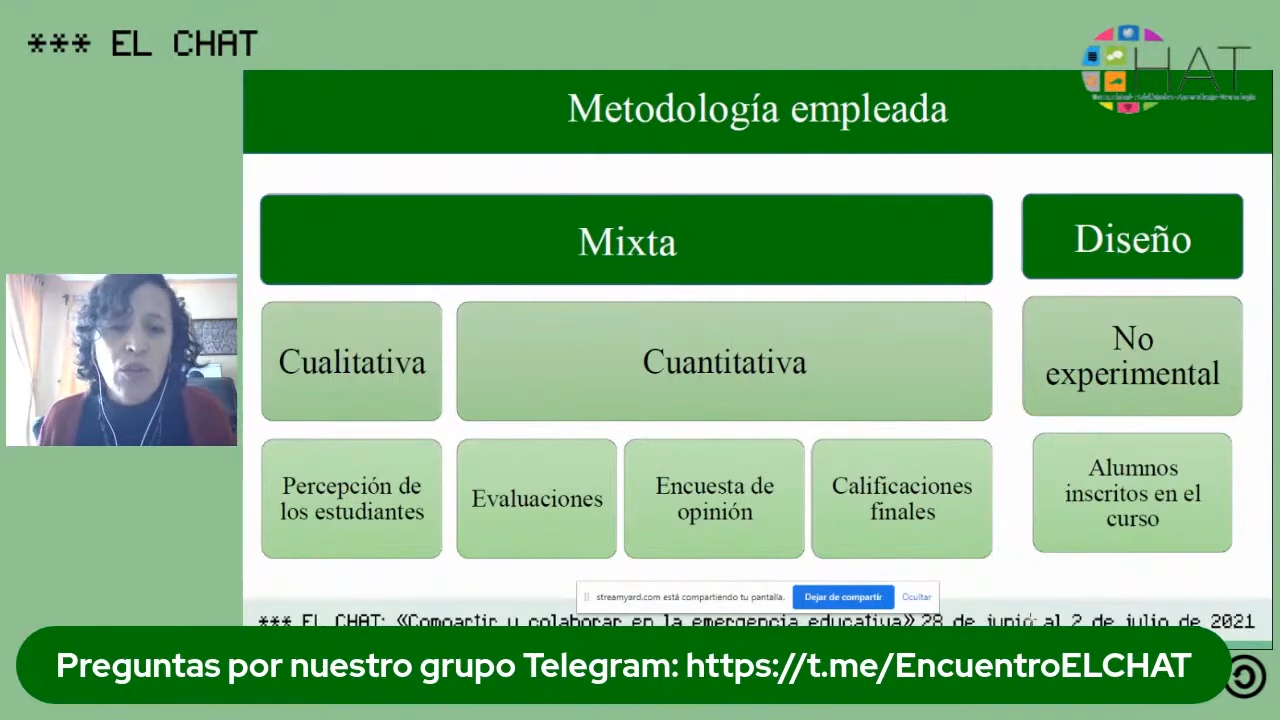 *** EL CHAT
HAT
Metodología empleada
Mixta
Diseño
Cualitativa
Cuantitativa
No
experimental
Percepción de
los estudiantes
Evaluaciones
Encuesta de
opinión
Calificaciones
finales
Alumnos
inscritos en el
curso
streamyard.com está compartiendo tu pantalla.
Dejar de compartir
Ocultar
*** EL CHAT: «Compartir y colaborar en la emergencia educativa» 28 de junio al 2 de julio de 2021
Preguntas por nuestro grupo Telegram: https://t.me/EncuentroELCHAT